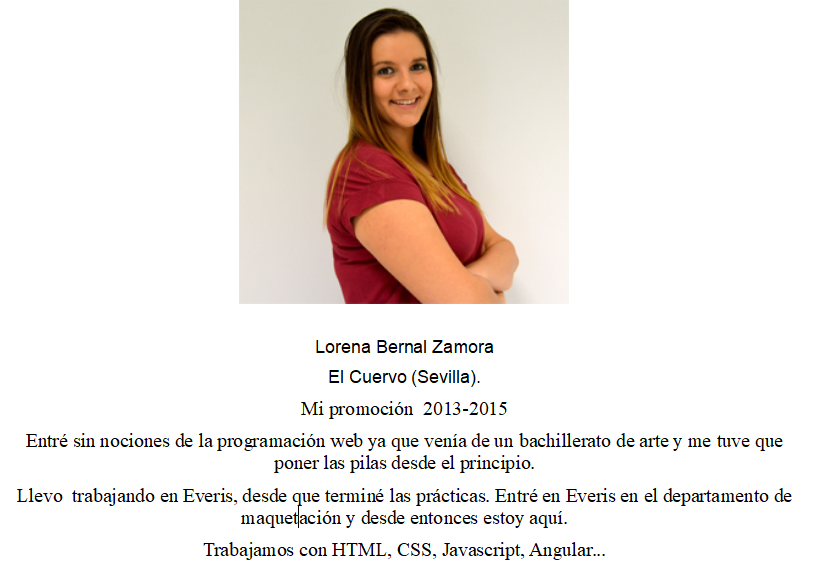 Lorena Bernal Zamora
El Cuervo (Sevilla).
Mi promoción 2013-2015
Entré sin nociones de la programación web ya que venía de un bachillerato de arte y me tuve que
poner las pilas desde el principio.
Llevo trabajando en Everis, desde que terminé las prácticas. Entré en Everis en el departamento de
maquetación y desde entonces estoy aquí.
Trabajamos con HTML, CSS, Javascript, Angular...